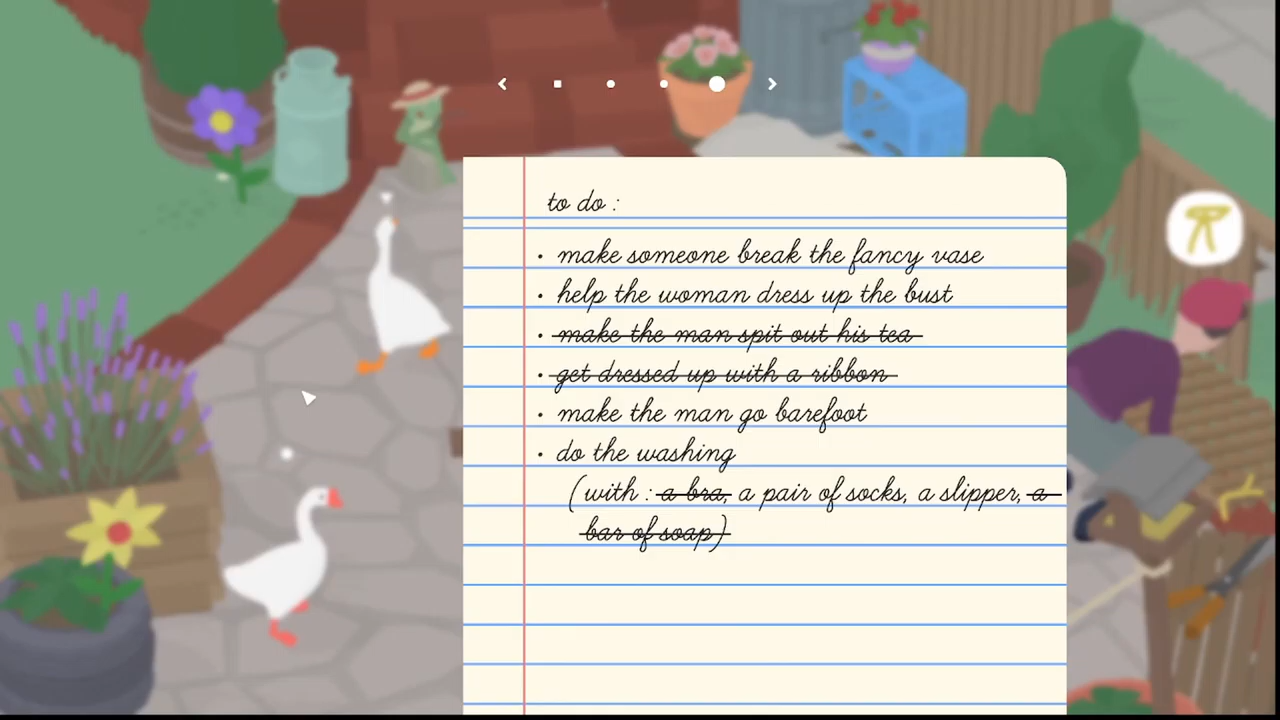 to do :
• make someone break the fancy vase
• help the woman dress up the bust
• make the man spit out his tea
• get dressed up with a ribbon
• make the man go barefoot
• do the washing
(with : a bra, a pair of socks, a slipper, a
bar of soap)